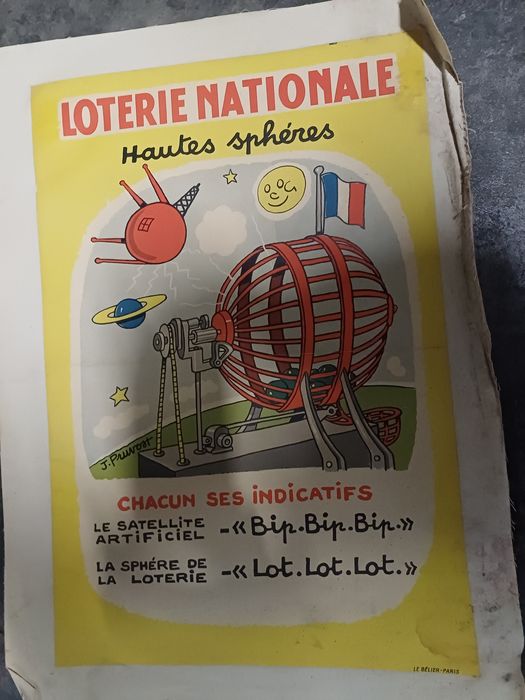 LOTERIE NATIONALE
Hautes sphéres
J. Pruvost
CHACUN SES iNDiCATiFS
LE SATELLiTE ARTiFiCiEL -« Bip.Bip.Bip.»
LA SPHÉRE DE LA LOTERiE -« Lot.Lot.Lot.»
LE BÉLIER-PARIS